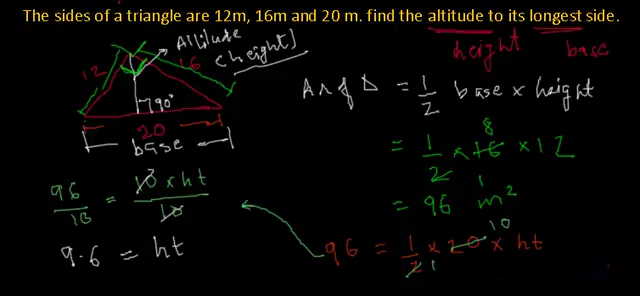 The sides of a triangle are 12m, 16m and 20 m. find the altitude to its longest side.
height base
Altitude
(height)
12 16
90°
20
base
Ar of Δ = 1/2 base × height
= 1/2 × 16 8 × 12
= 96 m²
96 = 1/2 × 20 10 × ht
96/10 = 10 × ht/10
9.6 = ht